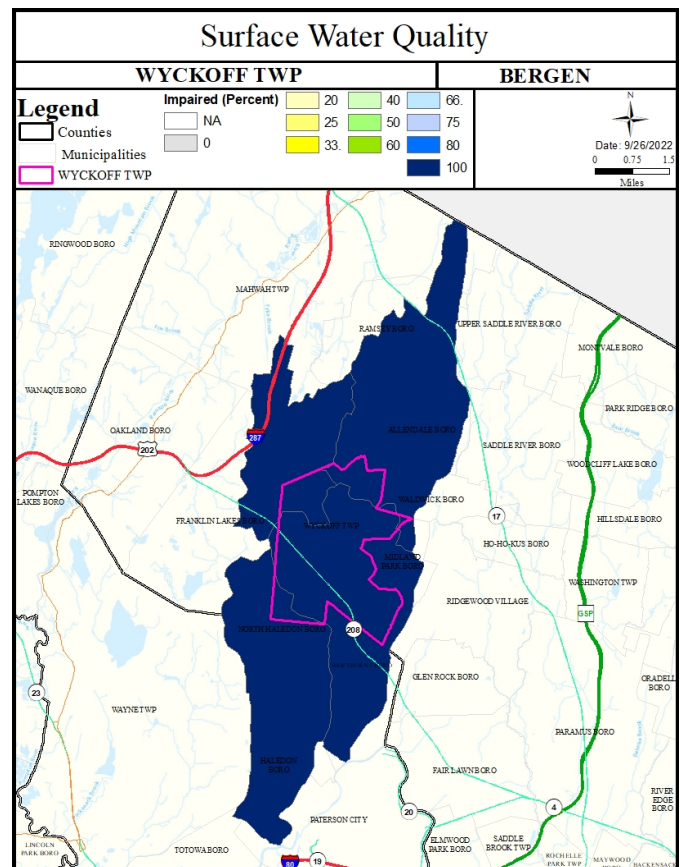 Surface Water Quality
WYCKOFF TWP
BERGEN
Legend
Counties
Municipalities
WYCKOFF TWP
Impaired (Percent)
NA
0
20
25
33.
40
50
60
66.
75
80
100
N
Date: 9/26/2022
0 0.75 1.5
Miles
RINGWOOD BORO
MAHWAH TWP
RAMSEY BORO
UPPER SADDLE RIVER BORO
MONTVALE BORO
WANAQUE BORO
PARK RIDGE BORO
OAKLAND BORO
287
202
ALLENDALE BORO
SADDLE RIVER BORO
WOODCLIFF LAKE BORO
POMPTON
LAKES BORO
WALDWICK BORO
17
FRANKLIN LAKES BORO
WYCKOFF TWP
HILLSDALE BORO
HO-HO-KUS BORO
MIDLAND
PARK BORO
WASHINGTON TWP
RIDGEWOOD VILLAGE
GSP
NORTH HALEDON BORO
208
GLEN ROCK BORO
ORADELL
BORO
23
WAYNE TWP
PARAMUS BORO
HALEDON
BORO
FAIR LAWN BORO
RIVER
EDGE
BORO
PATERSON CITY
20
4
LINCOLN
PARK BORO
TOTOWA BORO
ELMWOOD
PARK BORO
SADDLE
BROOK TWP
80
19
ROCHELLE
PARK TWP
MAYWOOD
HACKENSACK